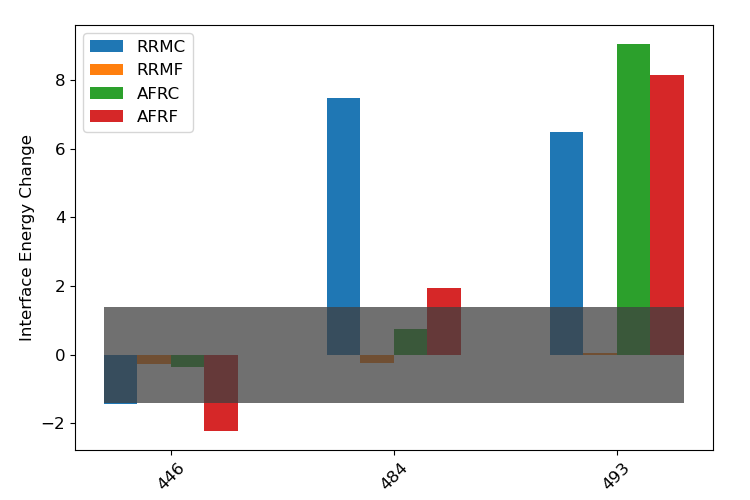 RRMC
RRMF
AFRC
AFRF
Interface Energy Change
8
6
4
2
0
−2
446
484
493